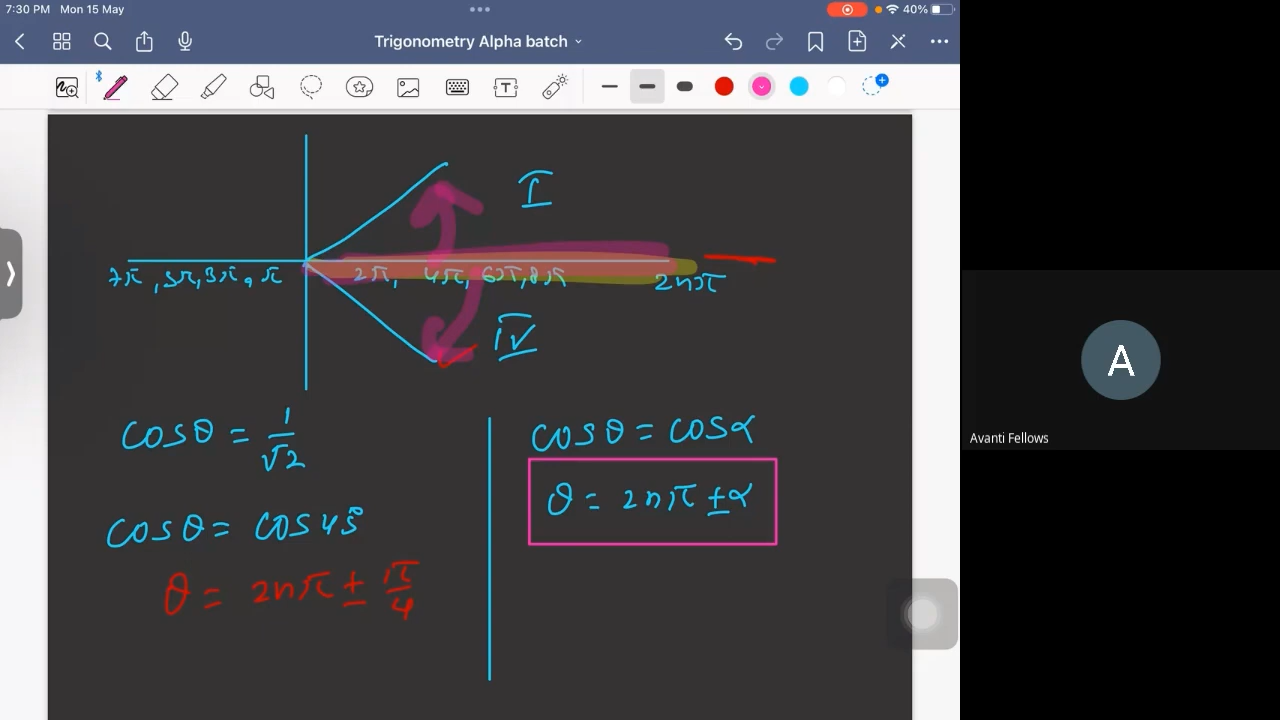 7:30 PM Mon 15 May
40%
Trigonometry Alpha batch
I
7π, 5π, 3π, π 2π, 4π, 6π, 8π 2nπ
IV
cosθ = 1/√2
cosθ = cos45°
θ = 2nπ ± π/4
cosθ = cosα
θ = 2nπ ± α
A
Avanti Fellows